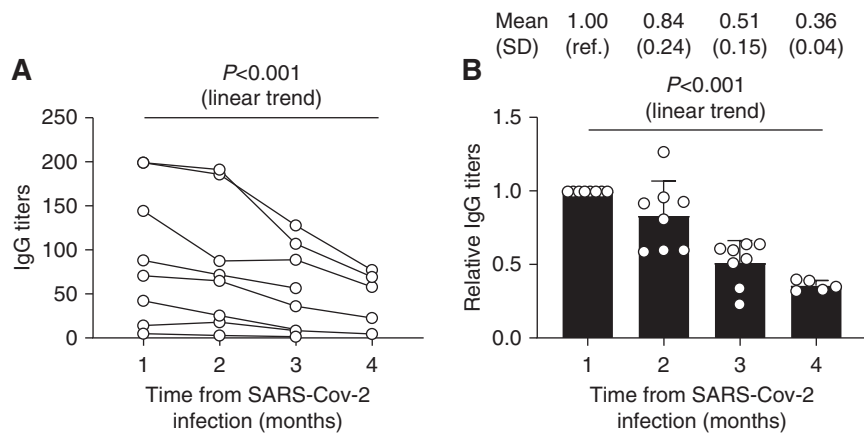 Mean 1.00 0.84 0.51 0.36
(SD) (ref.) (0.24) (0.15) (0.04)
A
P<0.001
(linear trend)
250
200
150
100
50
0
IgG titers
1 2 3 4
Time from SARS-Cov-2
infection (months)
B
P<0.001
(linear trend)
1.5
1.0
0.5
0.0
Relative IgG titers
1 2 3 4
Time from SARS-Cov-2
infection (months)